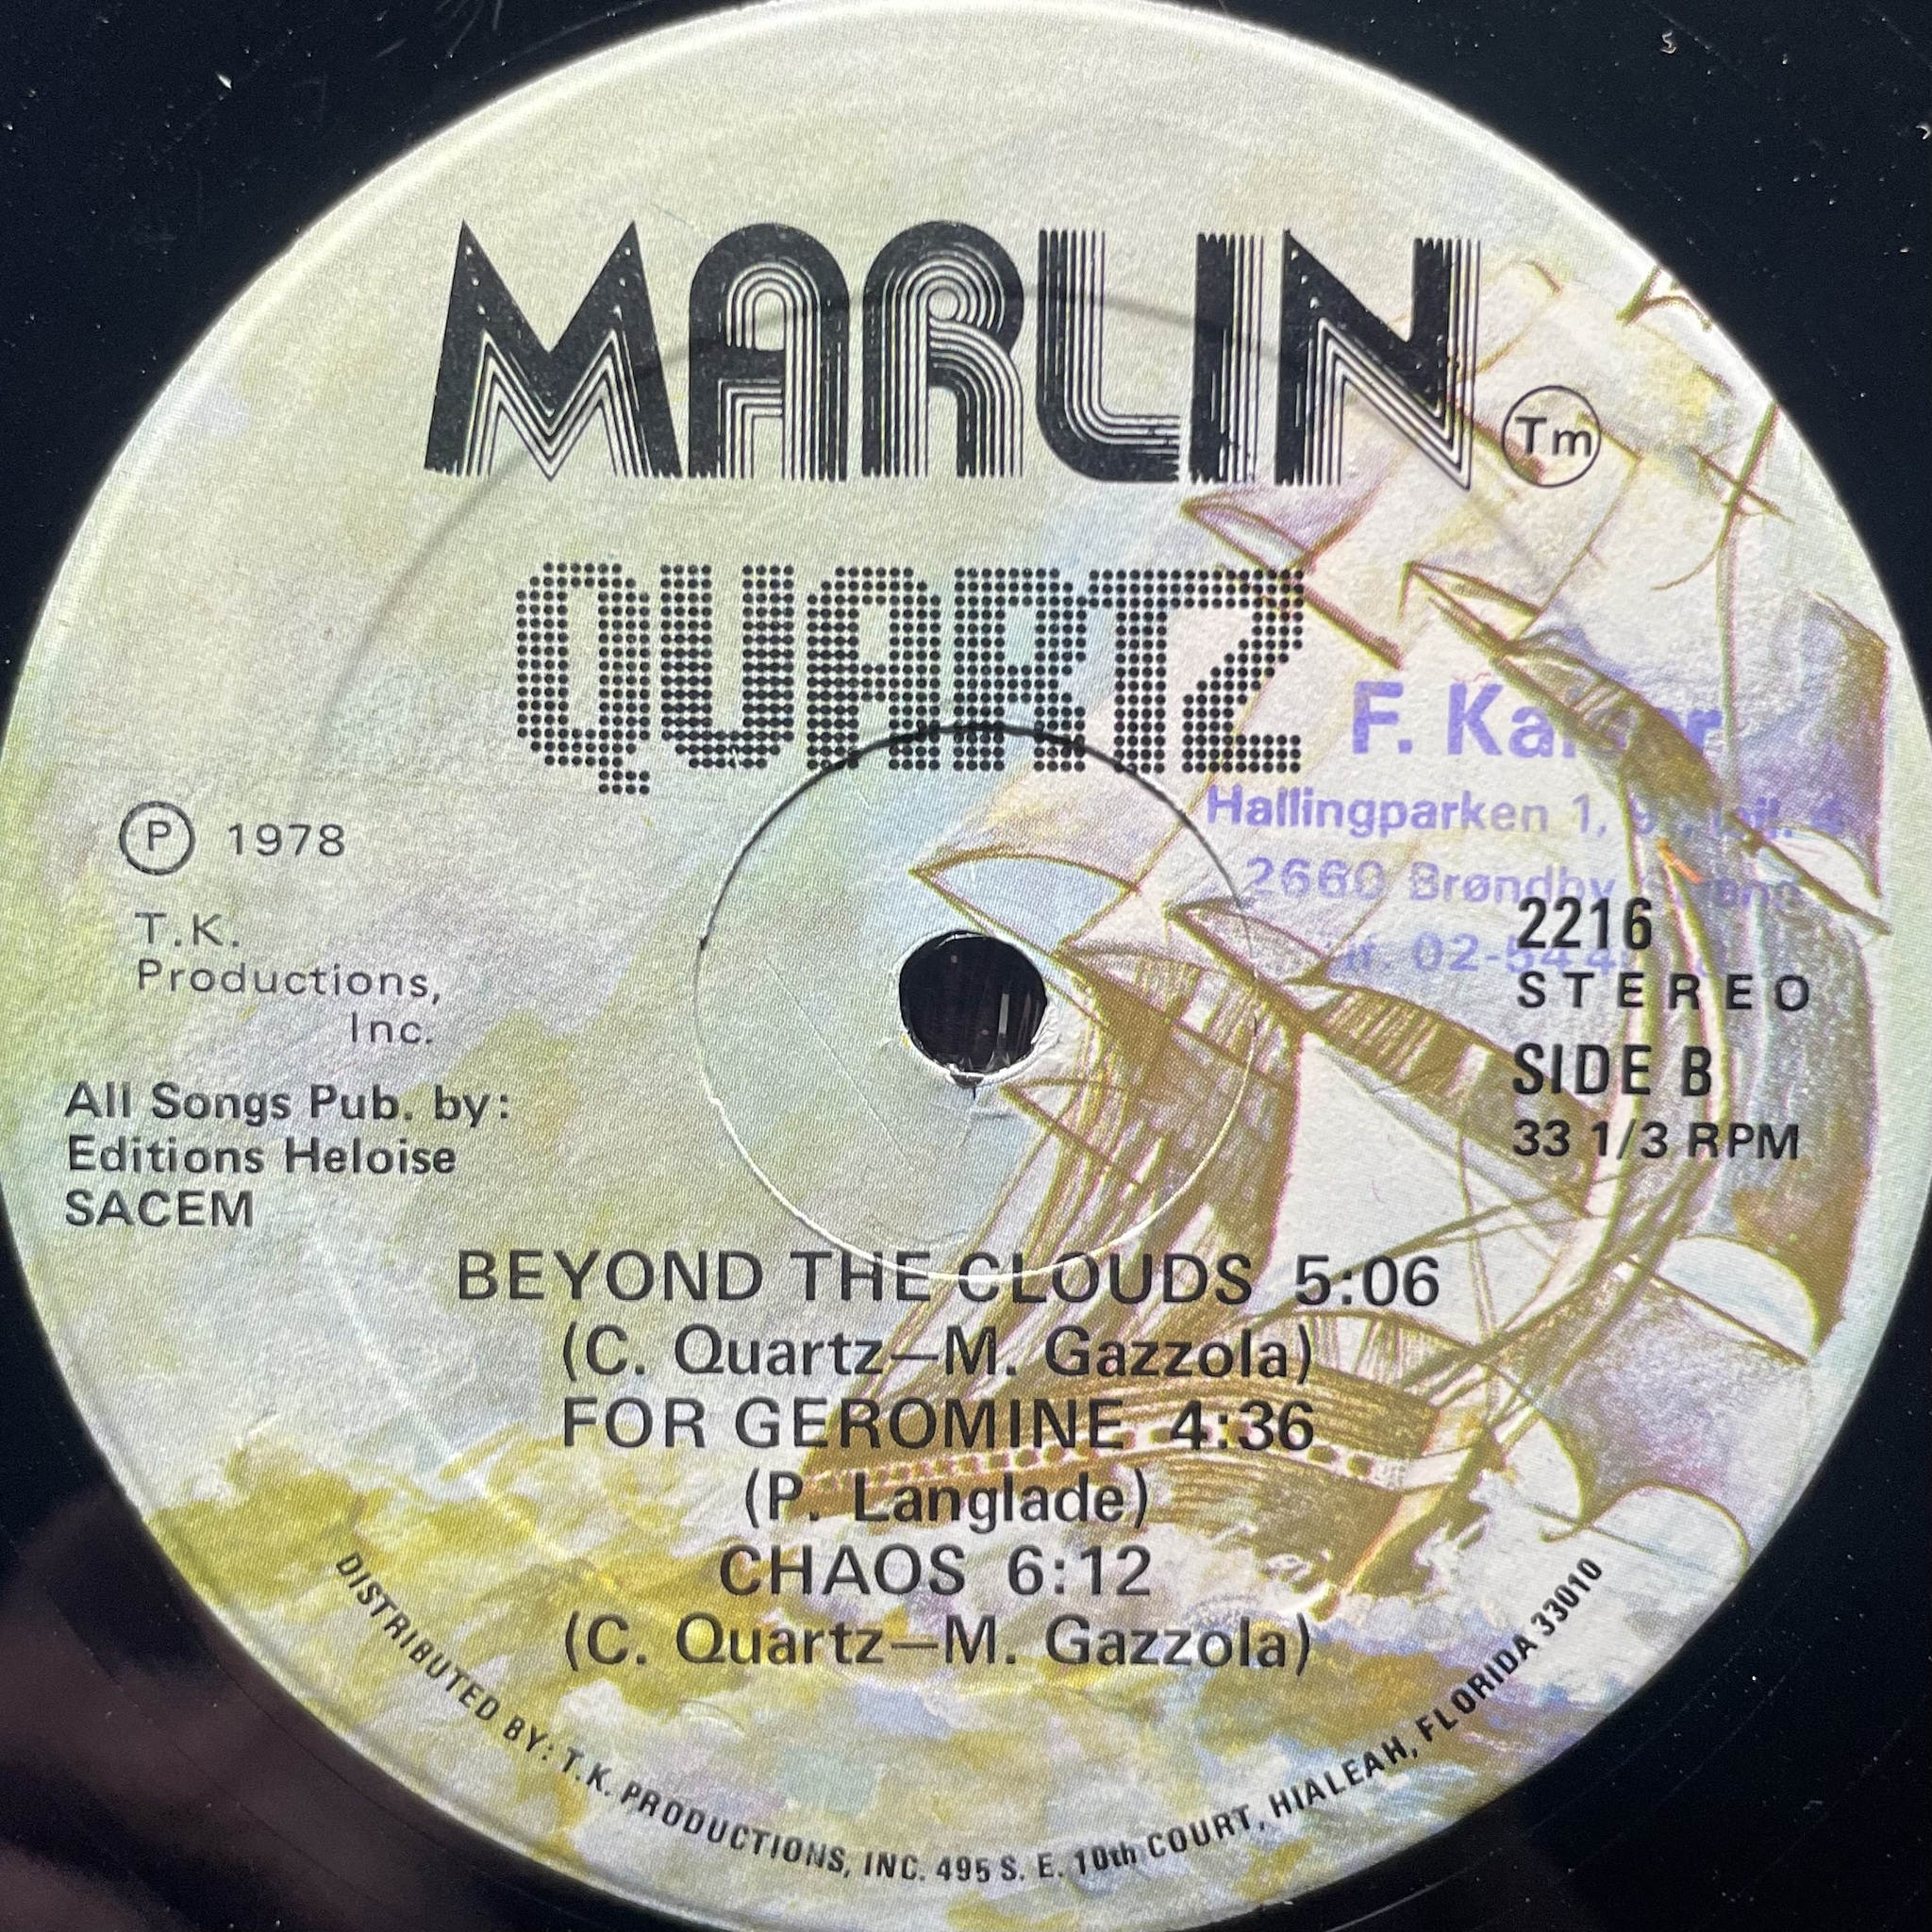 MARLIN Tm
QUARTZ
F.
Hallingparken 1,
2660 Brøndby
℗ 1978
T.K.
Productions,
Inc.
02-
2216
STEREO
SIDE B
33 1/3 RPM
All Songs Pub. by:
Editions Heloise
SACEM
BEYOND THE CLOUDS 5:06
(C. Quartz—M. Gazzola)
FOR GEROMINE 4:36
(P. Langlade)
CHAOS 6:12
(C. Quartz—M. Gazzola)
DISTRIBUTED BY: T.K. PRODUCTIONS, INC. 495 S. E. 10th COURT, HIALEAH, FLORIDA 33010